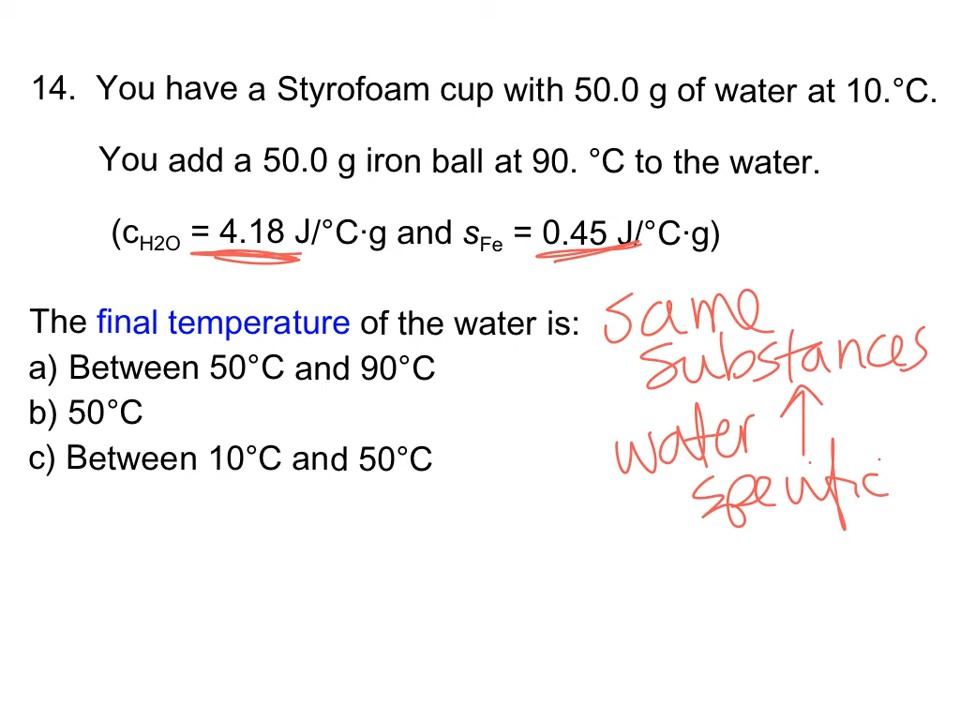 14. You have a Styrofoam cup with 50.0 g of water at 10.°C.
You add a 50.0 g iron ball at 90. °C to the water.
(cH2O = 4.18 J/°C·g and sFe = 0.45 J/°C·g)
The final temperature of the water is:
a) Between 50°C and 90°C
b) 50°C
c) Between 10°C and 50°C
same
substances
water ↑
specific